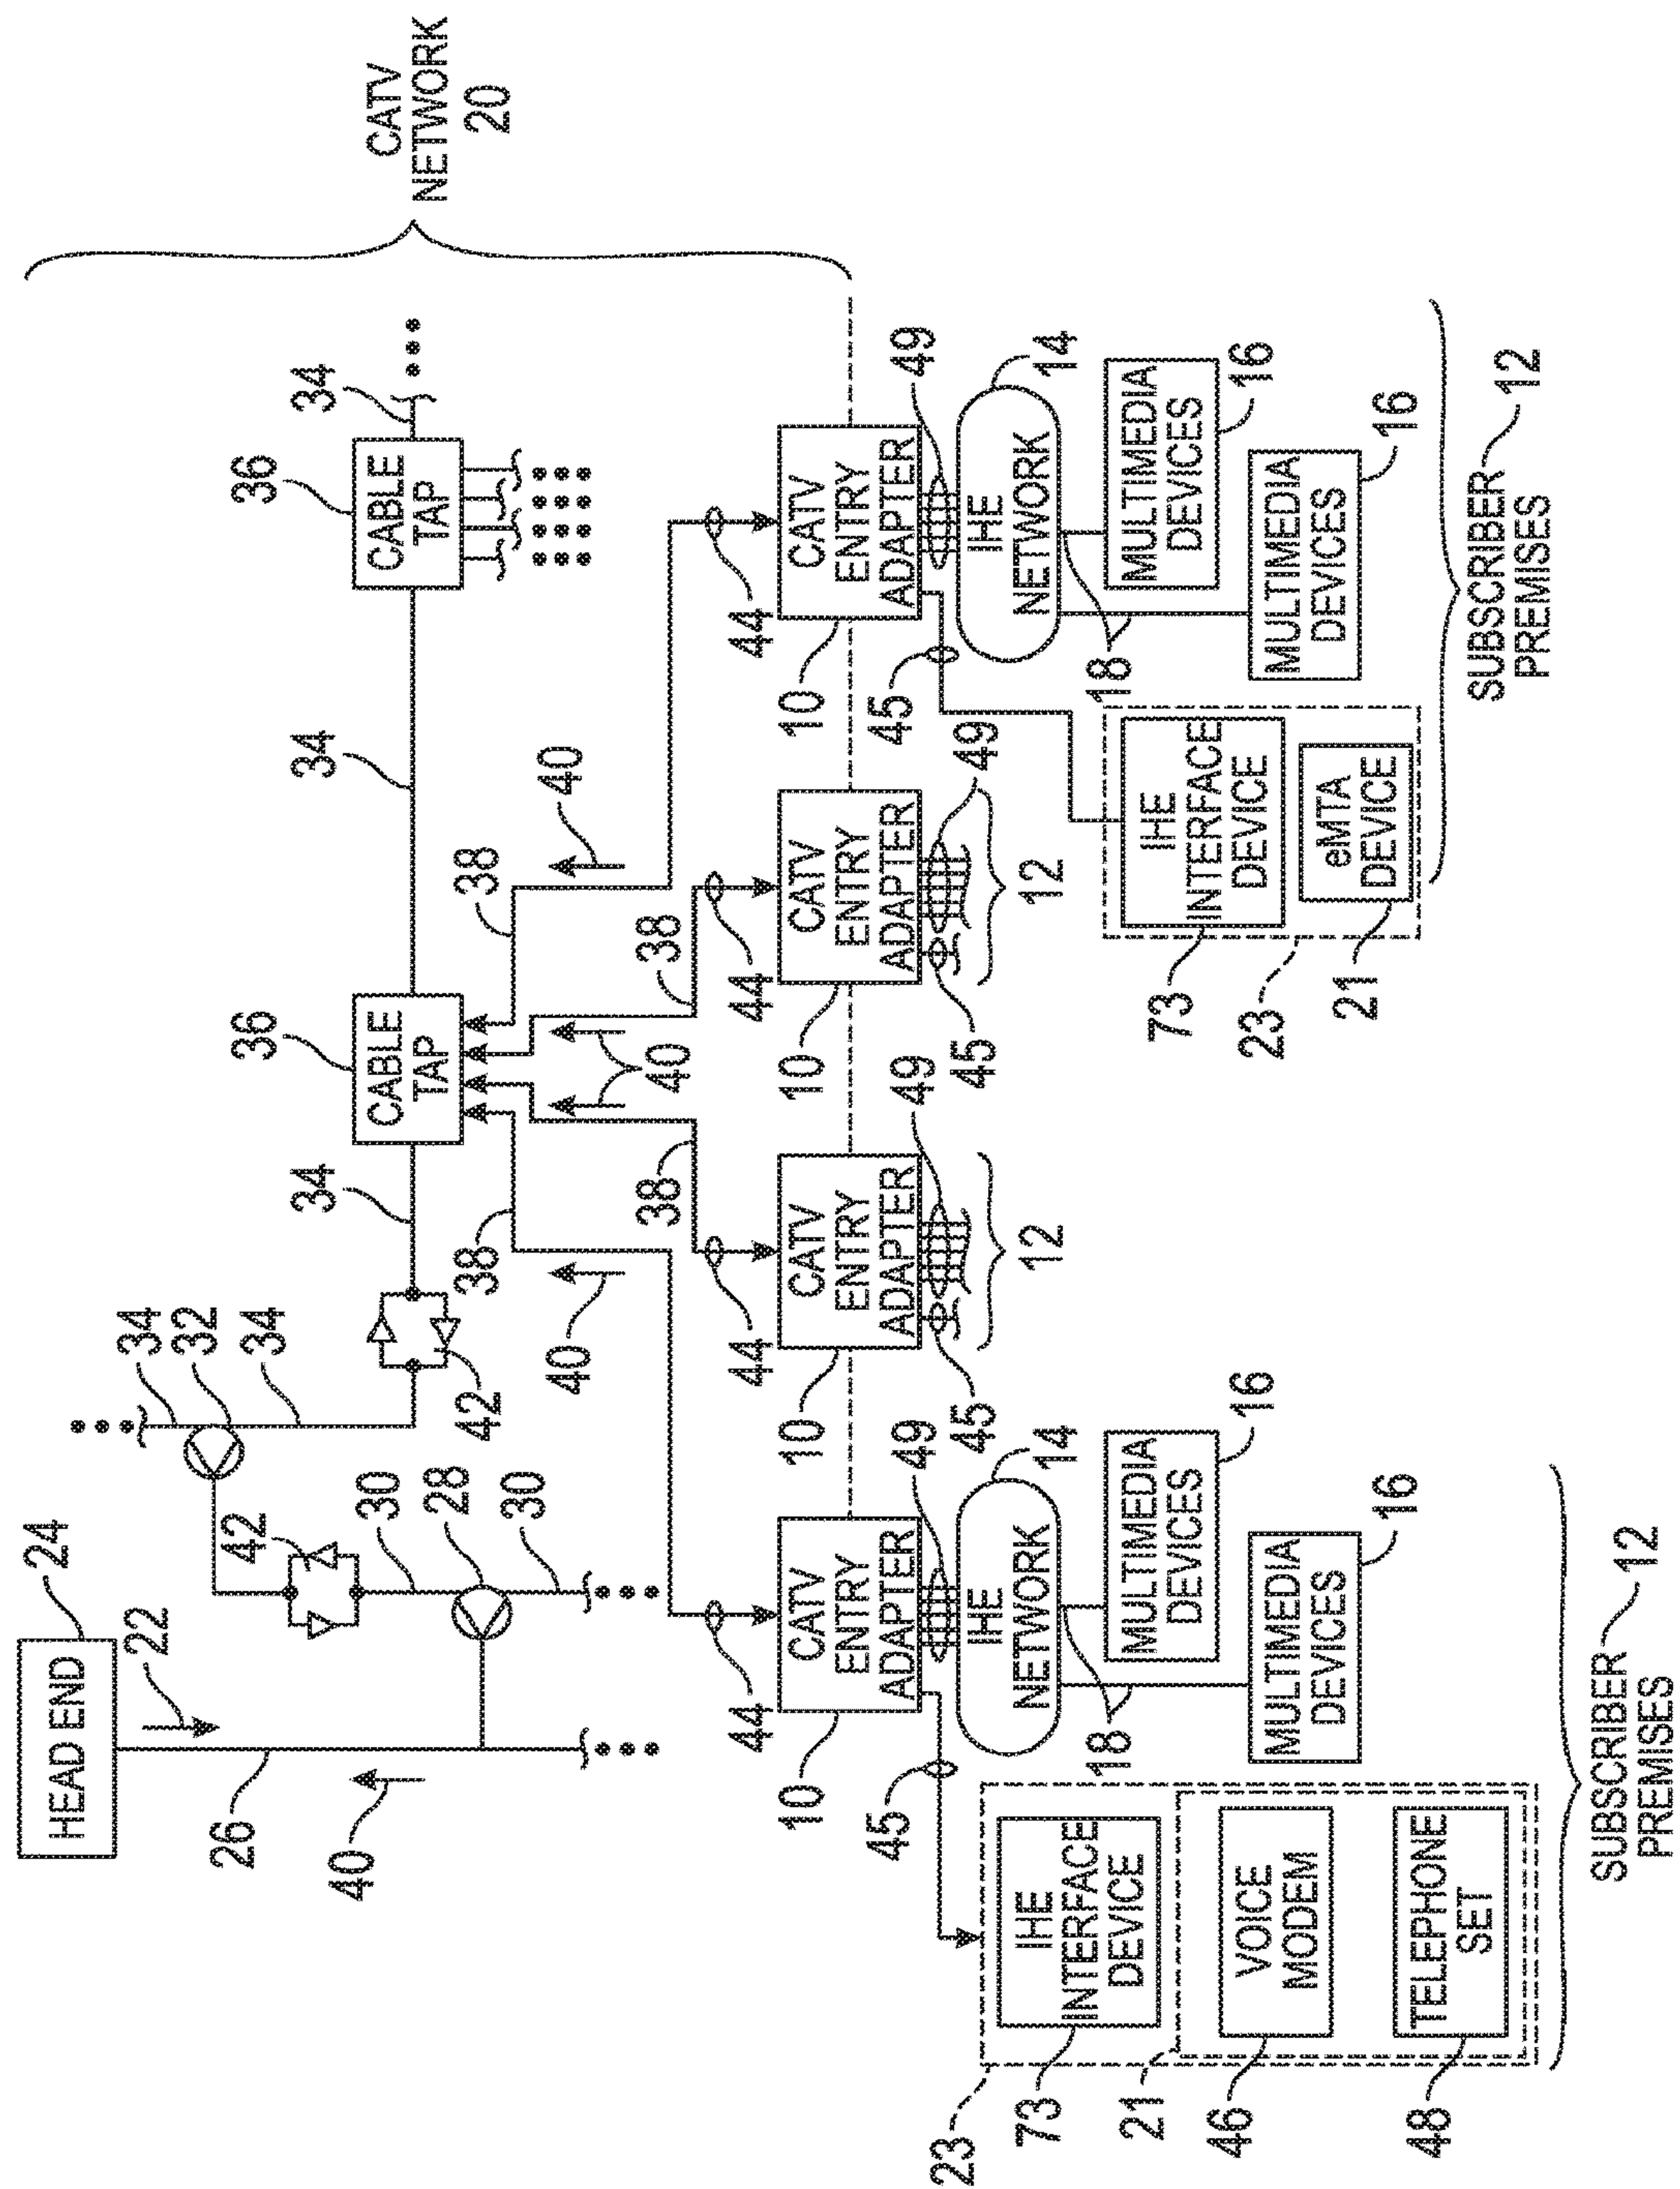 HEAD END
24
22
34
32
34
26
42
36
36
34
34
34
40
30
CABLE
TAP
CABLE
TAP
CATV
NETWORK
20
28
42
38
38
30
40
40
38
40
38
44
44
44
44
10
10
10
10
CATV
ENTRY
ADAPTER
CATV
ENTRY
ADAPTER
CATV
ENTRY
ADAPTER
CATV
ENTRY
ADAPTER
45
49
49
45
49
45
45
49
IHE
NETWORK
14
12
12
IHE
NETWORK
14
23
73
IHE
INTERFACE
DEVICE
18
MULTIMEDIA
DEVICES
16
73
IHE
INTERFACE
DEVICE
18
MULTIMEDIA
DEVICES
16
21
46
VOICE
MODEM
MULTIMEDIA
DEVICES
16
23
21
eMTA
DEVICE
MULTIMEDIA
DEVICES
16
48
TELEPHONE
SET
SUBSCRIBER
PREMISES
12
SUBSCRIBER
PREMISES
12